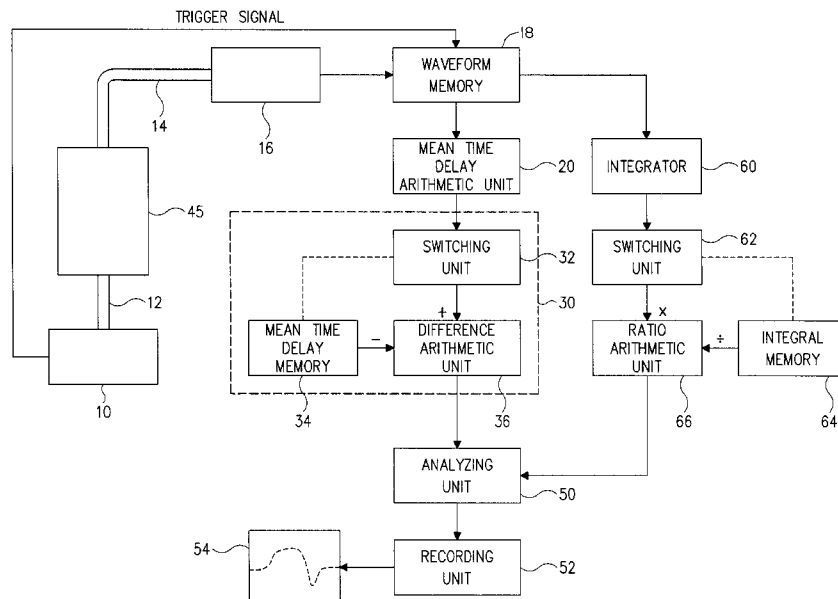 TRIGGER SIGNAL
18
WAVEFORM
MEMORY
14
16
MEAN TIME
DELAY
ARITHMETIC UNIT
20
INTEGRATOR
60
45
SWITCHING
UNIT
32
SWITCHING
UNIT
62
12
30
+
×
MEAN TIME
DELAY
MEMORY
−
DIFFERENCE
ARITHMETIC
UNIT
RATIO
ARITHMETIC
UNIT
÷
INTEGRAL
MEMORY
10
34
36
66
64
ANALYZING
UNIT
50
54
RECORDING
UNIT
52